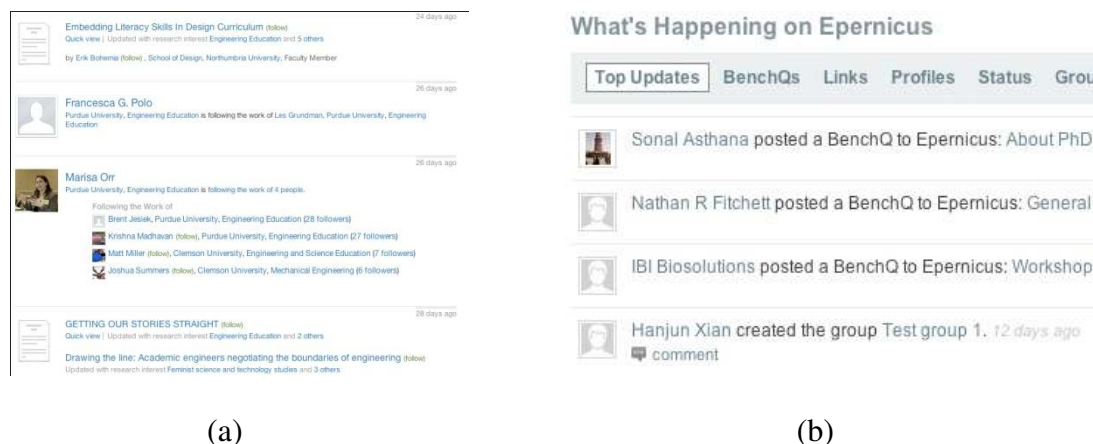 24 days ago
Embedding Literacy Skills In Design Curriculum (follow)
Quick view | Updated with research interest Engineering Education and 5 others
by Erik Bohemia (follow) , School of Design, Northumbria University, Faculty Member
26 days ago
Francesca G. Polo
Purdue University, Engineering Education is following the work of Les Grundman, Purdue University, Engineering
Education
26 days ago
Marisa Orr
Purdue University, Engineering Education is following the work of 4 people.
Following the Work of
Brent Jesiek, Purdue University, Engineering Education (28 followers)
Krishna Madhavan (follow), Purdue University, Engineering Education (27 followers)
Matt Miller (follow), Clemson University, Engineering and Science Education (7 followers)
Joshua Summers (follow), Clemson University, Mechanical Engineering (6 followers)
28 days ago
GETTING OUR STORIES STRAIGHT (follow)
Quick view | Updated with research interest Engineering Education and 2 others
Drawing the line: Academic engineers negotiating the boundaries of engineering (follow)
Updated with research interest Feminist science and technology studies and 3 others
(a)
What's Happening on Epernicus
Top Updates BenchQs Links Profiles Status Grou
Sonal Asthana posted a BenchQ to Epernicus: About PhD
Nathan R Fitchett posted a BenchQ to Epernicus: General
IBI Biosolutions posted a BenchQ to Epernicus: Workshop
Hanjun Xian created the group Test group 1. 12 days ago
comment
(b)